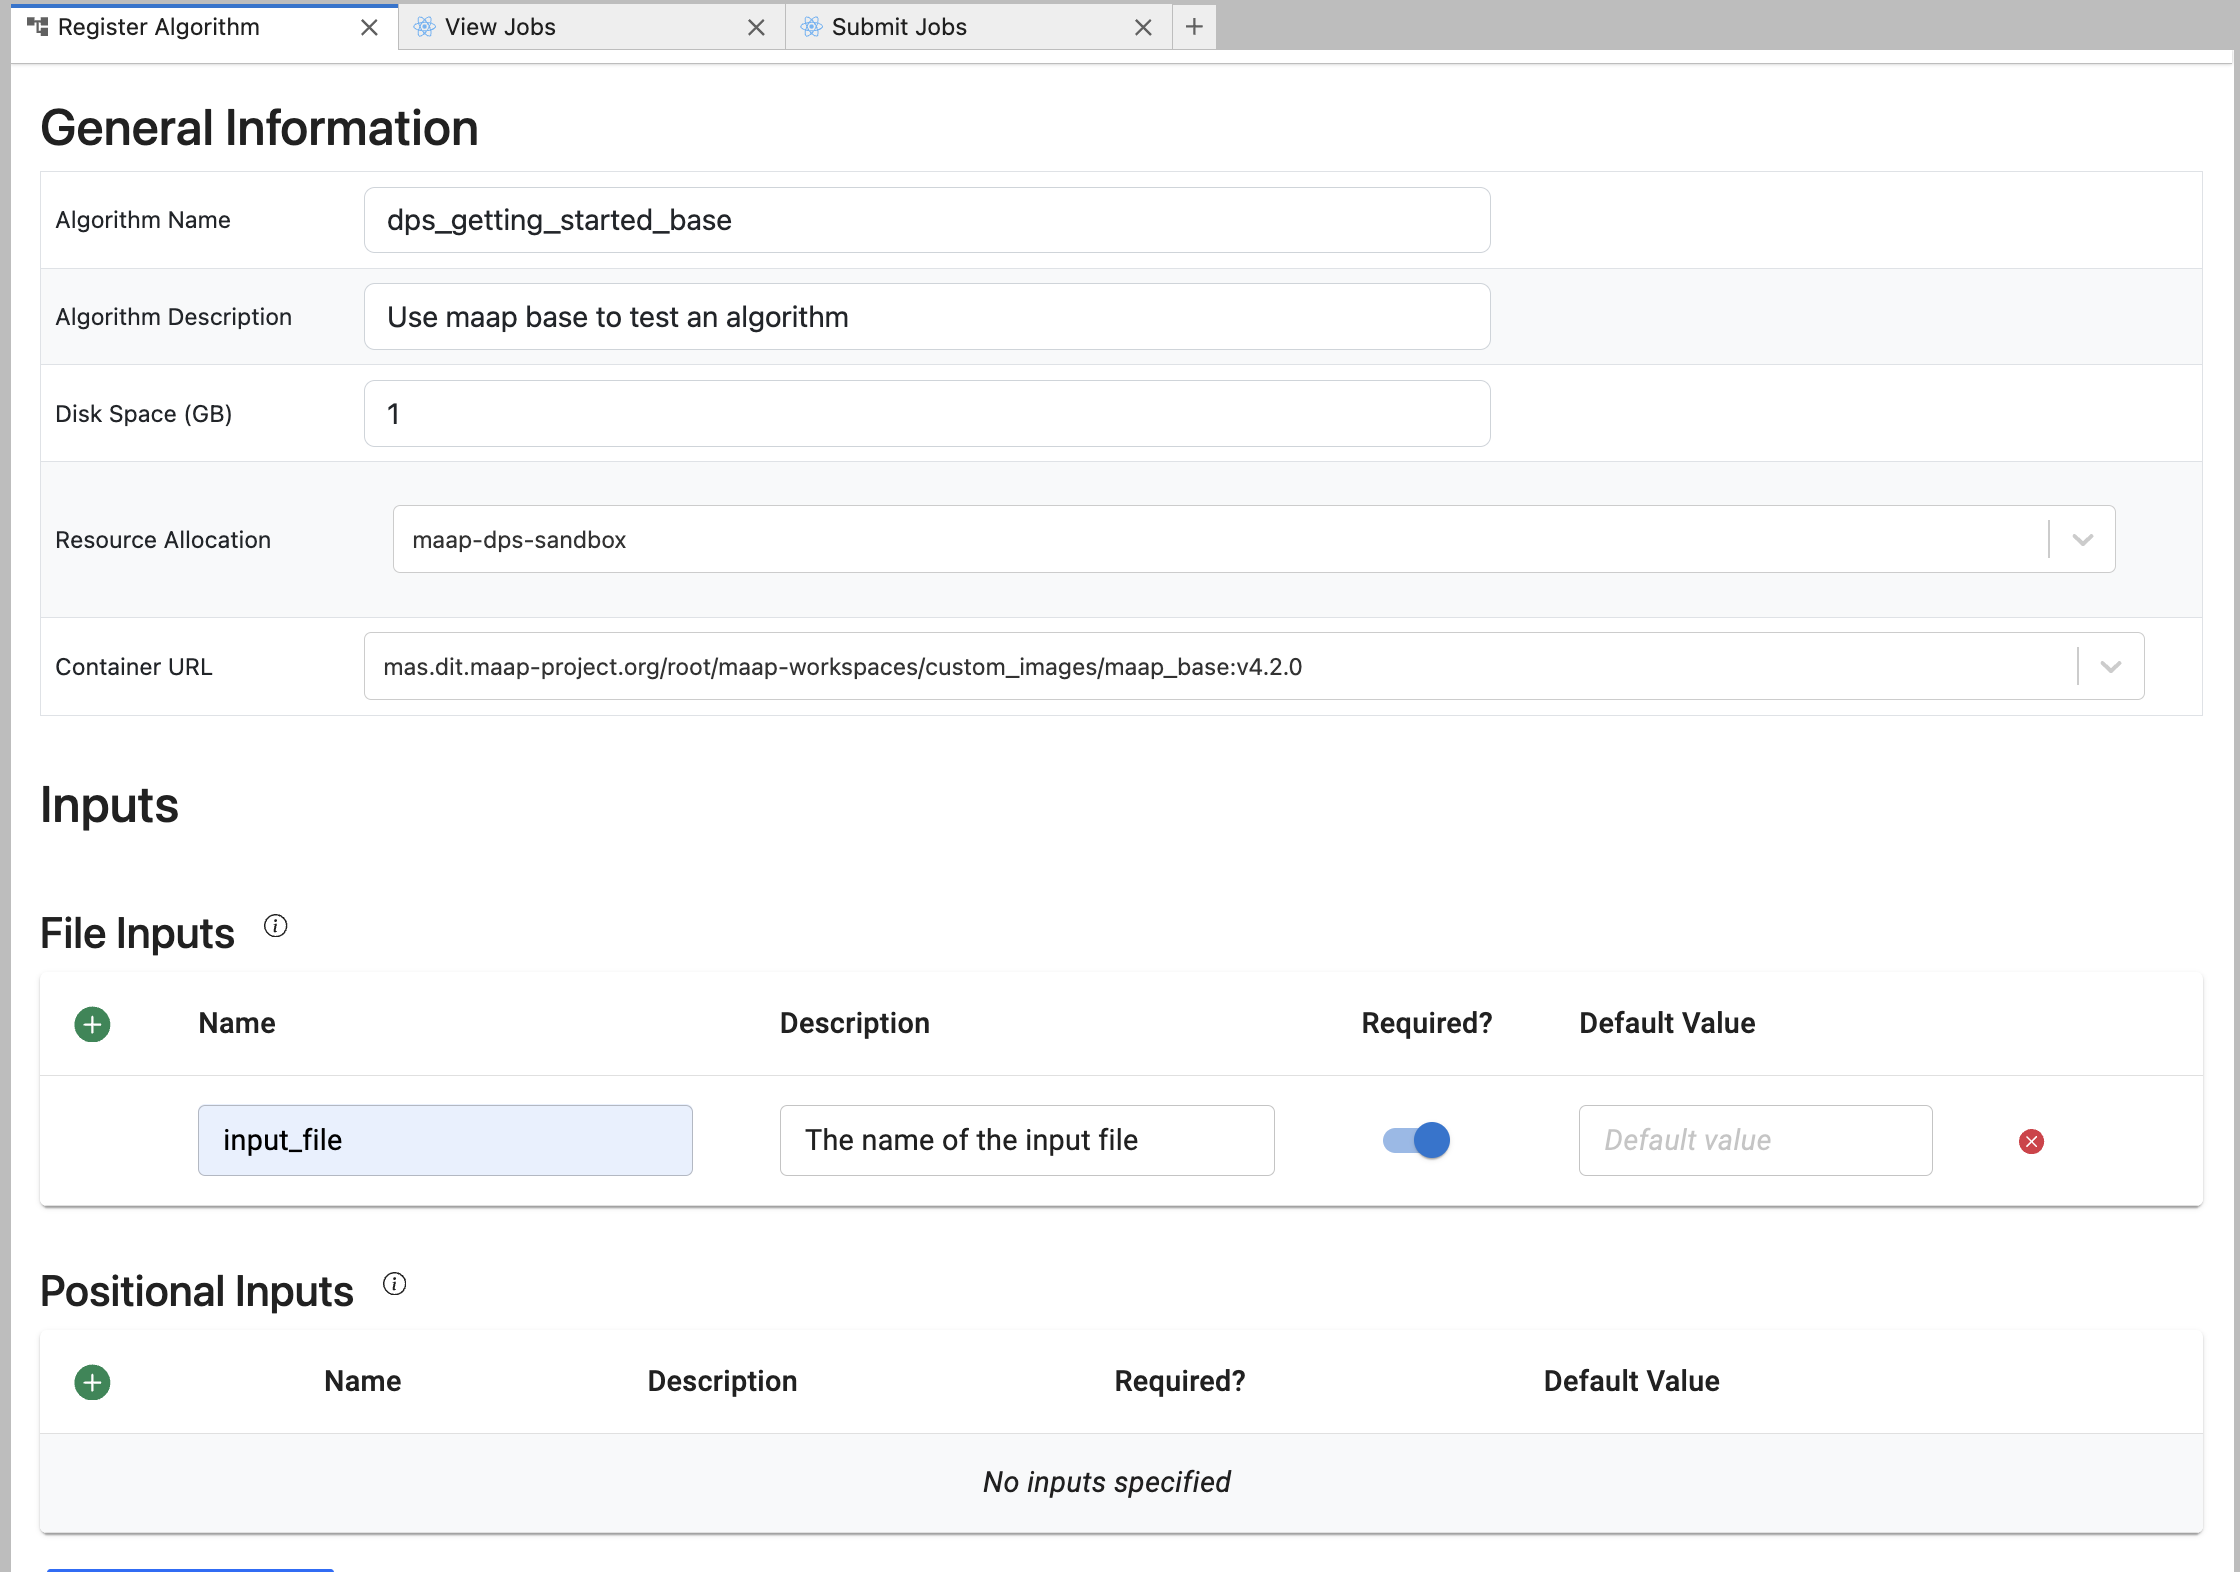 Register Algorithm
View Jobs
Submit Jobs
General Information
Algorithm Name
dps_getting_started_base
Algorithm Description
Use maap base to test an algorithm
Disk Space (GB)
1
Resource Allocation
maap-dps-sandbox
Container URL
mas.dit.maap-project.org/root/maap-workspaces/custom_images/maap_base:v4.2.0
Inputs
File Inputs
Name Description Required? Default Value
input_file The name of the input file Default value
Positional Inputs
Name Description Required? Default Value
No inputs specified